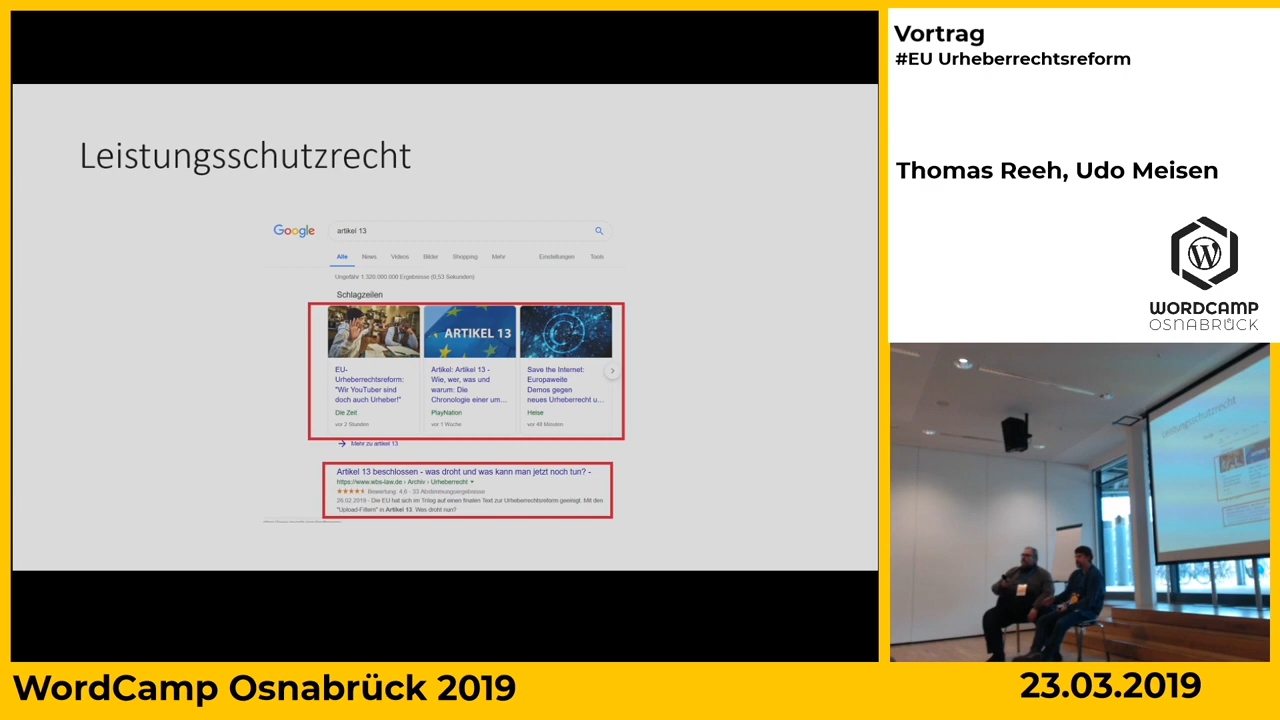 Leistungsschutzrecht
Google
artikel 13
Alle News Videos Bilder Shopping Mehr Einstellungen Tools
Ungefähr 1.320.000.000 Ergebnisse (0,53 Sekunden)
Schlagzeilen
ARTIKEL 13
EU-
Urheberrechtsreform:
"Wir YouTuber sind
doch auch Urheber!"
Die Zeit
vor 2 Stunden
Artikel: Artikel 13 -
Wie, wer, was und
warum: Die
Chronologie einer um...
PlayNation
vor 1 Woche
Save the Internet:
Europaweite
Demos gegen
neues Urheberrecht u...
Heise
vor 48 Minuten
Mehr zu artikel 13
Artikel 13 beschlossen - was droht und was kann man jetzt noch tun? -
https://www.wbs-law.de › Archiv › Urheberrecht
Bewertung: 4,6 - 33 Abstimmungsergebnisse
26.02.2019 - Die EU hat sich im Trilog auf einen finalen Text zur Urheberrechtsreform geeinigt. Mit den
"Upload-Filtern" in Artikel 13. Was droht nun?
Vortrag
#EU Urheberrechtsreform
Thomas Reeh, Udo Meisen
W
WORDCAMP
OSNABRÜCK
Leistungsschutzrecht
WordCamp Osnabrück 2019
23.03.2019